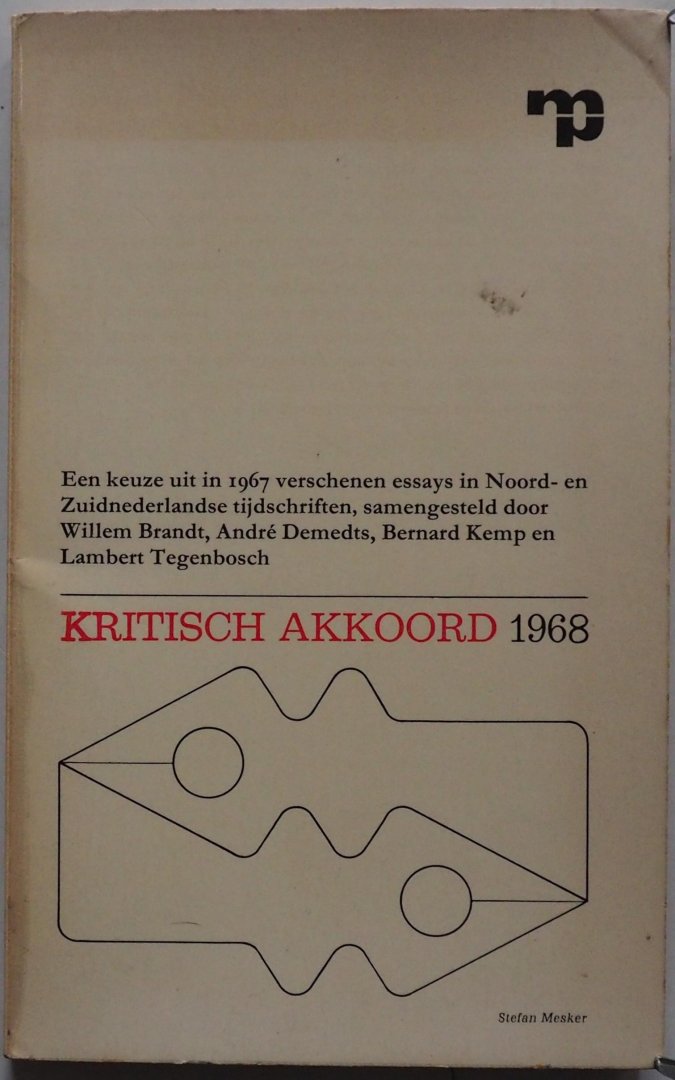 mp
Een keuze uit in 1967 verschenen essays in Noord- en
Zuidnederlandse tijdschriften, samengesteld door
Willem Brandt, André Demedts, Bernard Kemp en
Lambert Tegenbosch
KRITISCH AKKOORD 1968
Stefan Mesker